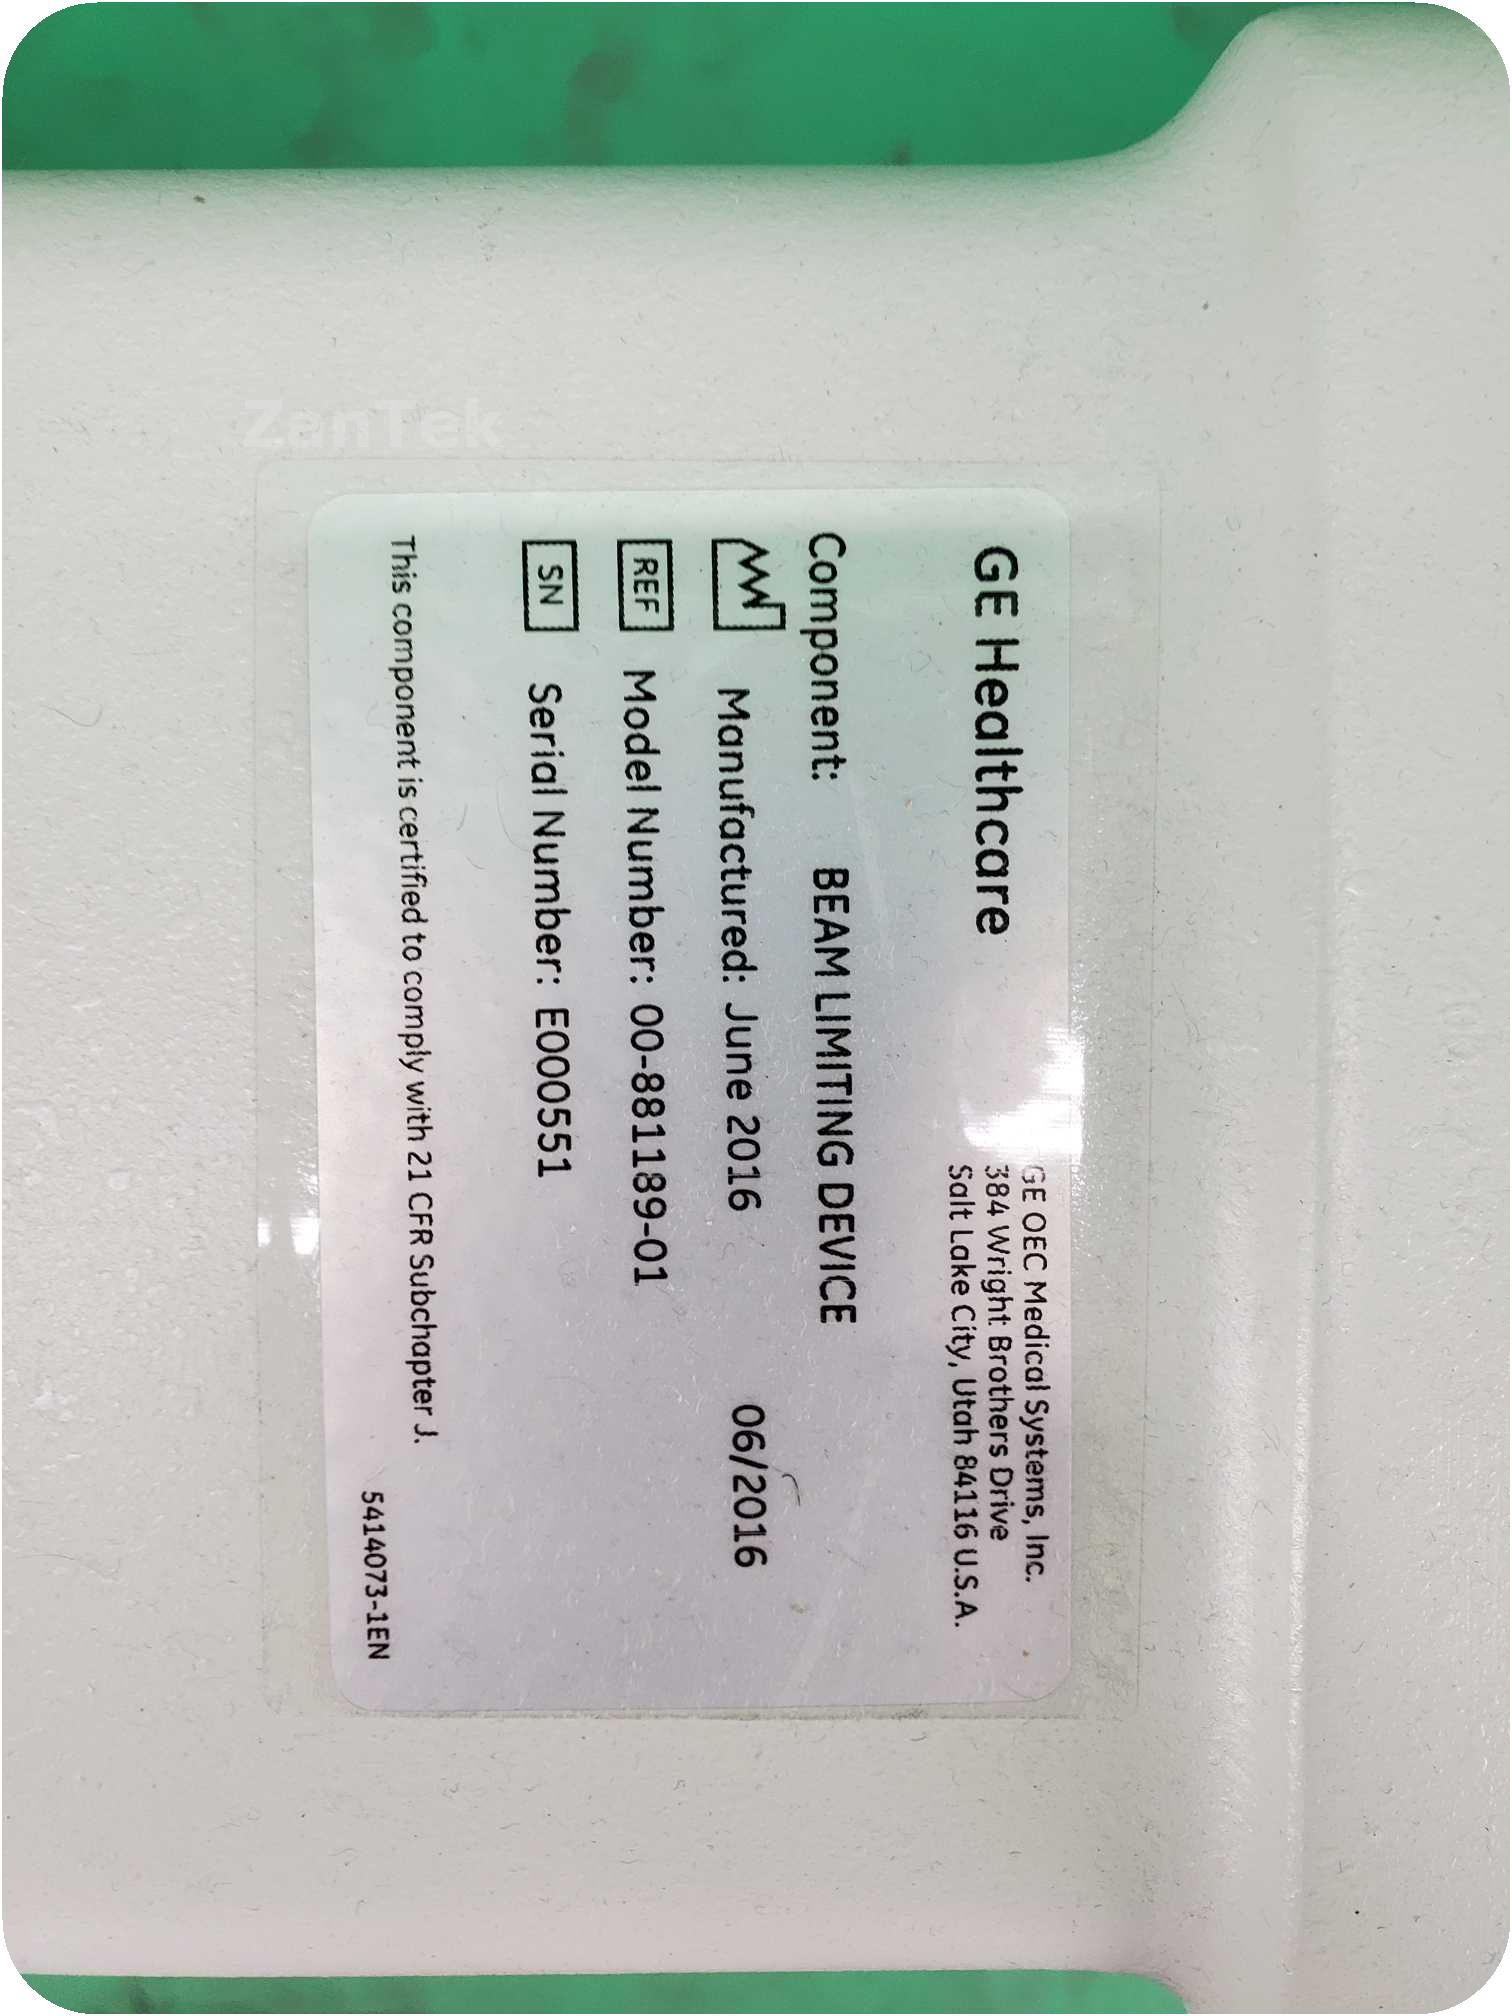 ZanTek
GE Healthcare
GE OEC Medical Systems, Inc.
384 Wright Brothers Drive
Salt Lake City, Utah 84116 U.S.A.
Component: BEAM LIMITING DEVICE
Manufactured: June 2016 06/2016
REF Model Number: 00-881189-01
SN Serial Number: E000551
This component is certified to comply with 21 CFR Subchapter J.
5414073-1EN